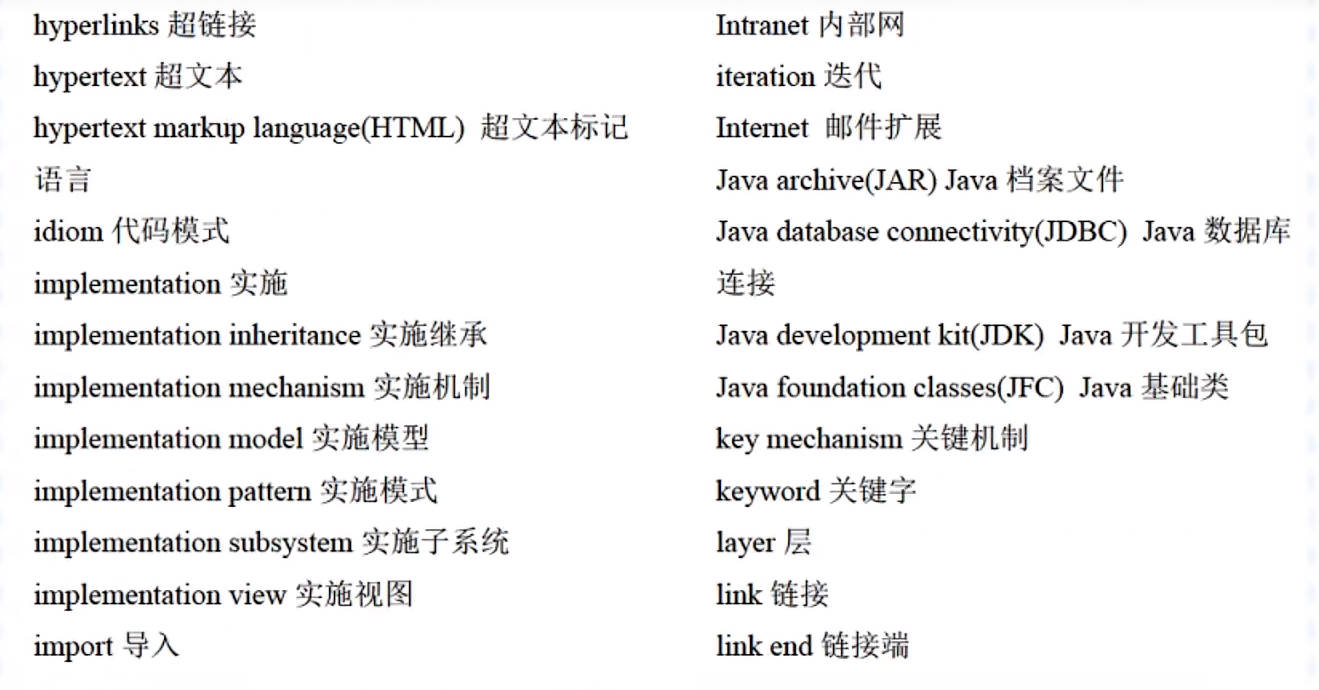 hyperlinks 超链接
hypertext 超文本
hypertext markup language(HTML) 超文本标记
语言
idiom 代码模式
implementation 实施
implementation inheritance 实施继承
implementation mechanism 实施机制
implementation model 实施模型
implementation pattern 实施模式
implementation subsystem 实施子系统
implementation view 实施视图
import 导入
Intranet 内部网
iteration 迭代
Internet 邮件扩展
Java archive(JAR) Java 档案文件
Java database connectivity(JDBC) Java 数据库
连接
Java development kit(JDK) Java 开发工具包
Java foundation classes(JFC) Java 基础类
key mechanism 关键机制
keyword 关键字
layer 层
link 链接
link end 链接端